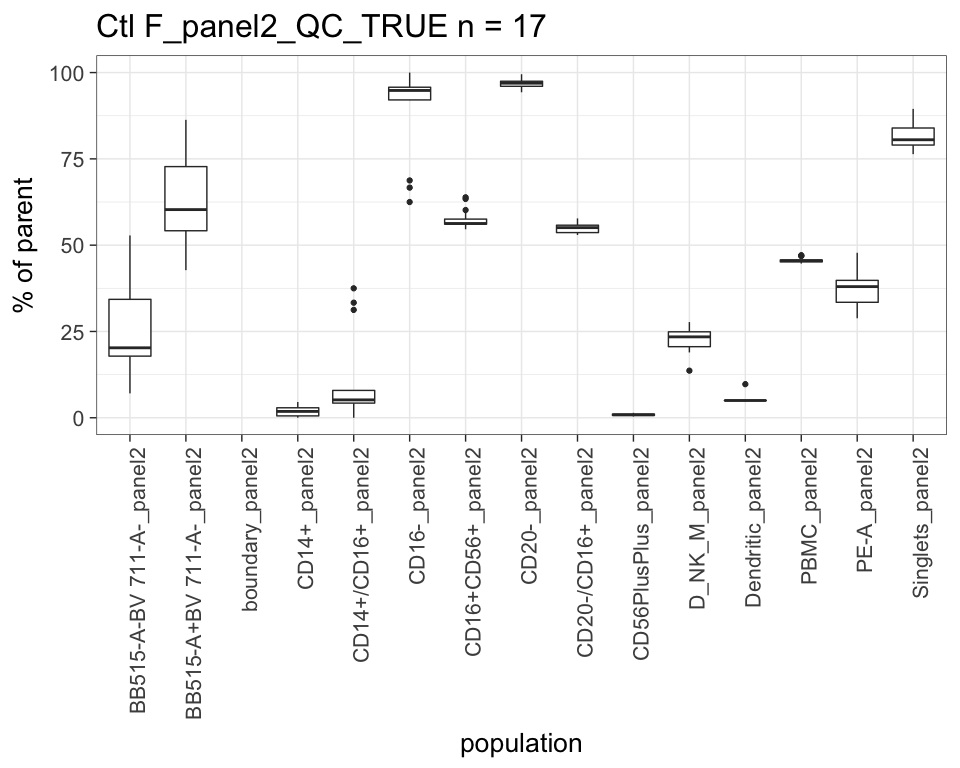 Ctl F_panel2_QC_TRUE n = 17
% of parent
100
75
50
25
0
BB515-A-BV 711-A-_panel2
BB515-A+BV 711-A-_panel2
boundary_panel2
CD14+_panel2
CD14+/CD16+_panel2
CD16-_panel2
CD16+CD56+_panel2
CD20-_panel2
CD20-/CD16+_panel2
CD56PlusPlus_panel2
D_NK_M_panel2
Dendritic_panel2
PBMC_panel2
PE-A_panel2
Singlets_panel2
population